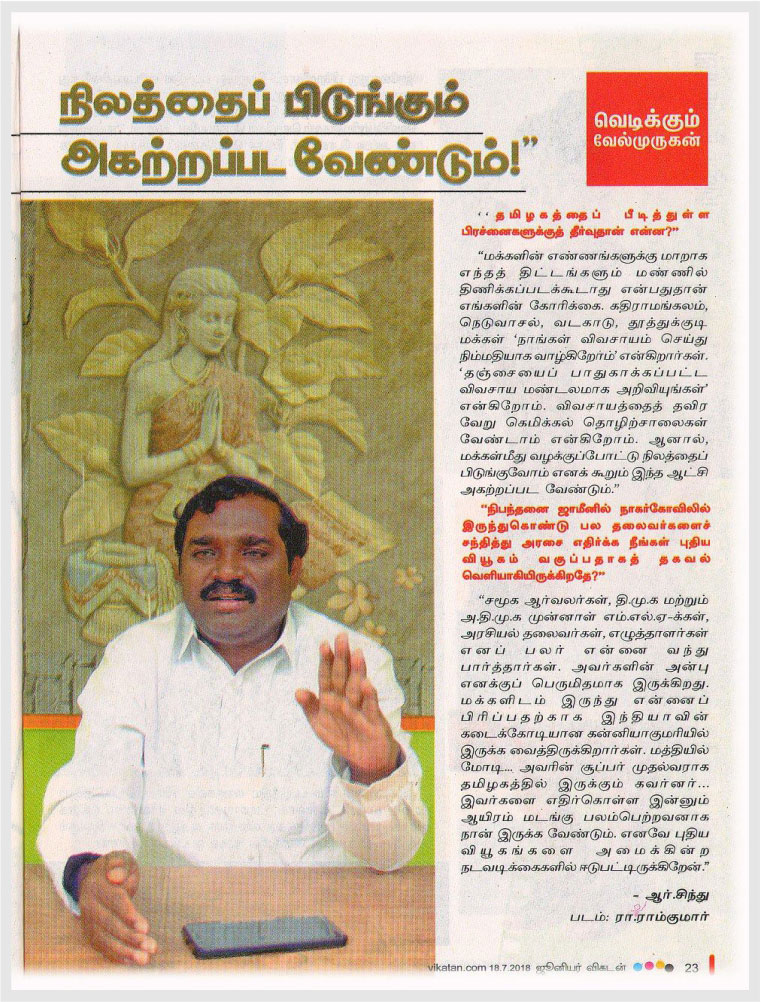 நிலத்தைப் பிடுங்கும்
அகற்றப்பட வேண்டும்!”
வெடிக்கும்
வேல்முருகன்
‘‘தமிழகத்தைப் பீடித்துள்ள
பிரச்னைகளுக்குத் தீர்வுதான் என்ன?”
“மக்களின் எண்ணங்களுக்கு மாறாக
எந்தத் திட்டங்களும் மண்ணில்
திணிக்கப்படக்கூடாது என்பதுதான்
எங்களின் கோரிக்கை. கதிராமங்கலம்,
நெடுவாசல், வடகாடு, தூத்துக்குடி
மக்கள் ‘நாங்கள் விவசாயம் செய்து
நிம்மதியாக வாழ்கிறோம்’ என்கிறார்கள்.
‘தஞ்சையைப் பாதுகாக்கப்பட்ட
விவசாய மண்டலமாக அறிவியுங்கள்’
என்கிறோம். விவசாயத்தைத் தவிர
வேறு கெமிக்கல் தொழிற்சாலைகள்
வேண்டாம் என்கிறோம். ஆனால்,
மக்கள்மீது வழக்குப்போட்டு நிலத்தைப்
பிடுங்குவோம் எனக் கூறும் இந்த ஆட்சி
அகற்றப்பட வேண்டும்.”
“நிபந்தனை ஜாமீனில் நாகர்கோவிலில்
இருந்துகொண்டு பல தலைவர்களைச்
சந்தித்து அரசை எதிர்க்க நீங்கள் புதிய
வியூகம் வகுப்பதாகத் தகவல்
வெளியாகியிருக்கிறதே?”
“சமூக ஆர்வலர்கள், தி.மு.க மற்றும்
அ.தி.மு.க முன்னாள் எம்.எல்.ஏ-க்கள்,
அரசியல் தலைவர்கள், எழுத்தாளர்கள்
எனப் பலர் என்னை வந்து
பார்த்தார்கள். அவர்களின் அன்பு
எனக்குப் பெருமிதமாக இருக்கிறது.
மக்களிடம் இருந்து என்னைப்
பிரிப்பதற்காக இந்தியாவின்
கடைக்கோடியான கன்னியாகுமரியில்
இருக்க வைத்திருக்கிறார்கள். மத்தியில்
மோடி... அவரின் சூப்பர் முதல்வராக
தமிழகத்தில் இருக்கும் கவர்னர்...
இவர்களை எதிர்கொள்ள இன்னும்
ஆயிரம் மடங்கு பலம்பெற்றவனாக
நான் இருக்க வேண்டும். எனவே புதிய
வியூகங்களை அமைக்கின்ற
நடவடிக்கைகளில் ஈடுபட்டிருக்கிறேன்.”
- ஆர்.சிந்து
படம்: ரா.ராம்குமார்
vikatan.com 18.7.2018 ஜூனியர் விகடன் 23